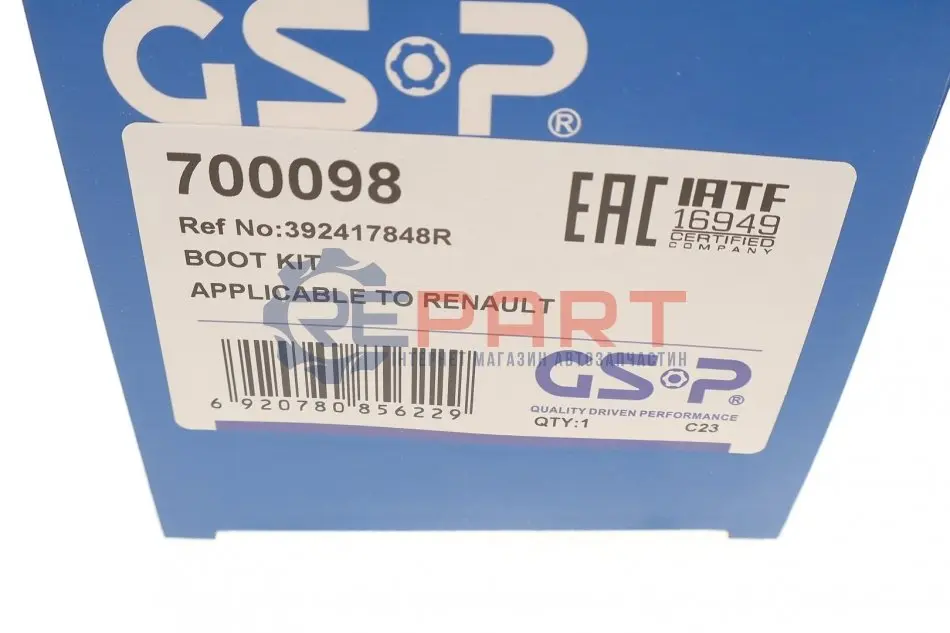 GSP®
700098
Ref No:392417848R
BOOT KIT
APPLICABLE TO RENAULT
EAC
IATF
16949
CERTIFIED
COMPANY
REPART
ІНТЕРНЕТ МАГАЗИН АВТОЗАПЧАСТИН
6 920780 856229
GSP®
QUALITY DRIVEN PERFORMANCE
QTY:1 C23